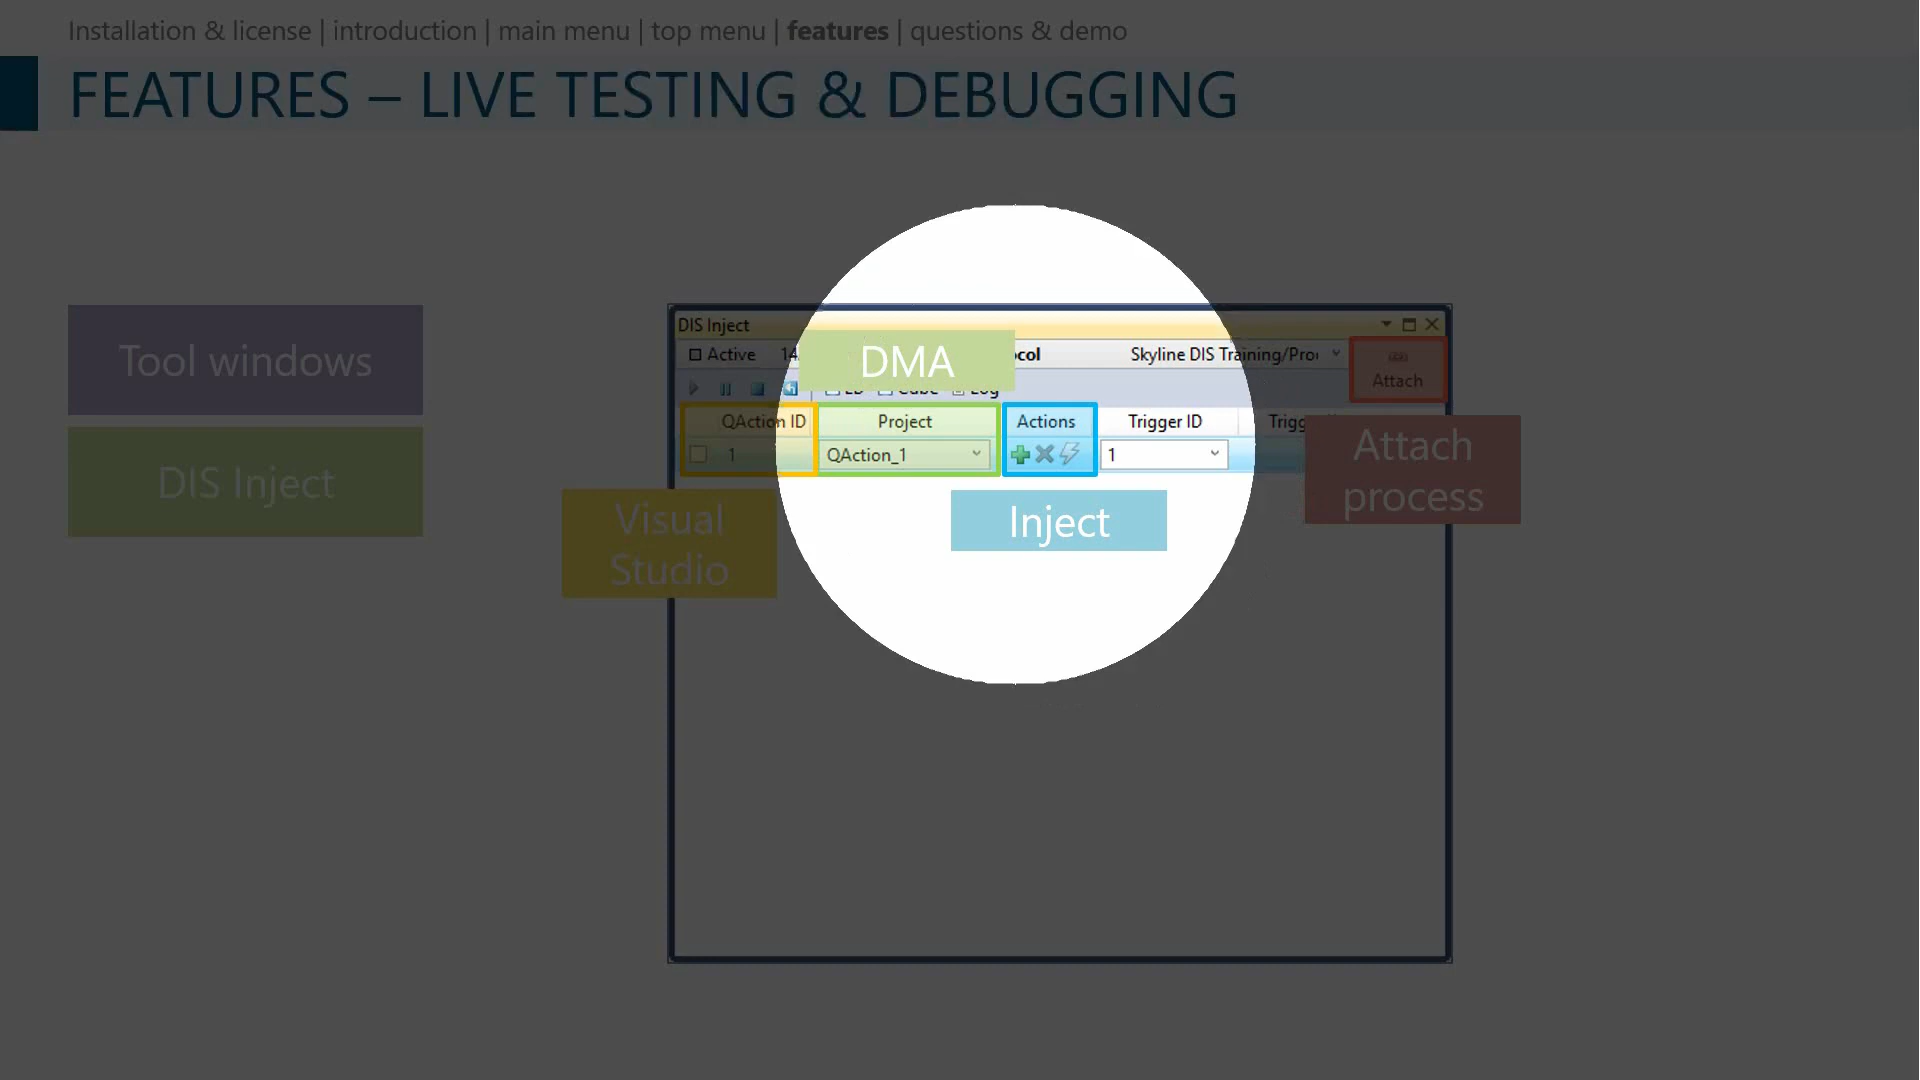 Installation & license | introduction | main menu | top menu | features | questions & demo
FEATURES – LIVE TESTING & DEBUGGING
Tool windows
DIS Inject
DIS Inject
Active
DMA
Skyline DIS Training/Pro
Attach
Log
QAction ID
Project
Actions
Trigger ID
1
QAction_1
1
Attach
process
Visual
Studio
Inject